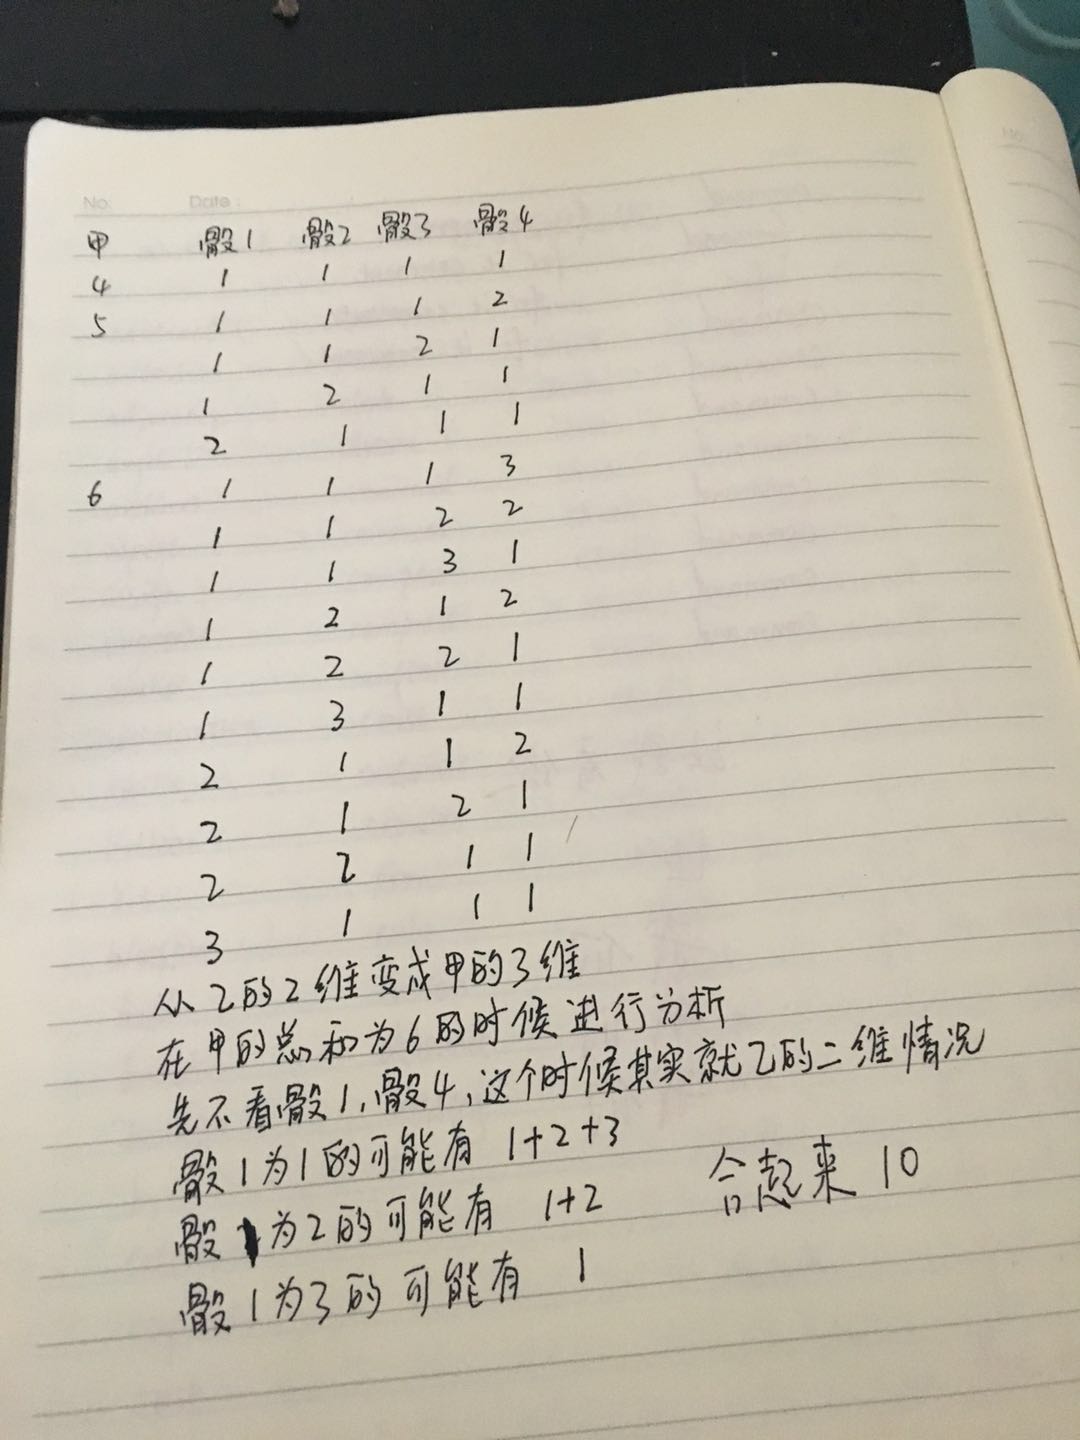 No.
Date :
No.
甲 骰1 骰2 骰3 骰4
4 1 1 1 1
5 1 1 1 2
1 1 2 1
1 2 1 1
2 1 1 1
6 1 1 1 3
1 1 2 2
1 1 3 1
1 2 1 2
1 2 2 1
1 3 1 1
2 1 1 2
2 1 2 1
2 2 1 1
3 1 1 1
从乙的2维变成甲的3维
在甲的总和为6的时候进行分析
先不看骰1,骰4,这个时候其实就乙的二维情况
骰1为1的可能有 1+2+3
骰1为2的可能有 1+2 合起来 10
骰1为3的可能有 1